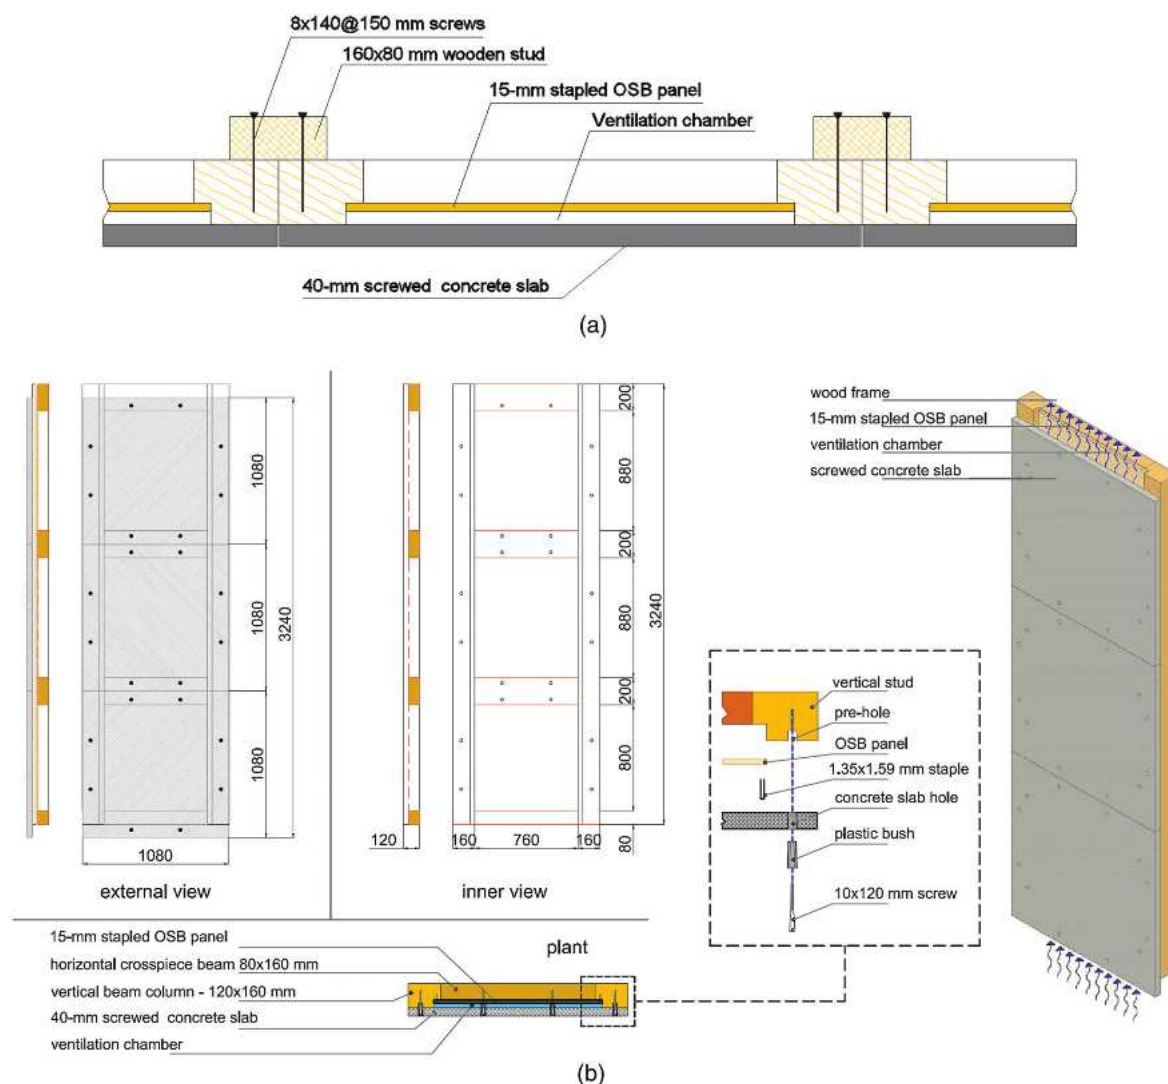 8x140@150 mm screws
160x80 mm wooden stud
15-mm stapled OSB panel
Ventilation chamber
40-mm screwed concrete slab
(a)
1080
1080
1080
3240
1080
external view
200
880
200
880
200
800
80
3240
120
160
760
160
inner view
wood frame
15-mm stapled OSB panel
ventilation chamber
screwed concrete slab
vertical stud
pre-hole
OSB panel
1.35x1.59 mm staple
concrete slab hole
plastic bush
10x120 mm screw
plant
15-mm stapled OSB panel
horizontal crosspiece beam 80x160 mm
vertical beam column - 120x160 mm
40-mm screwed concrete slab
ventilation chamber
(b)